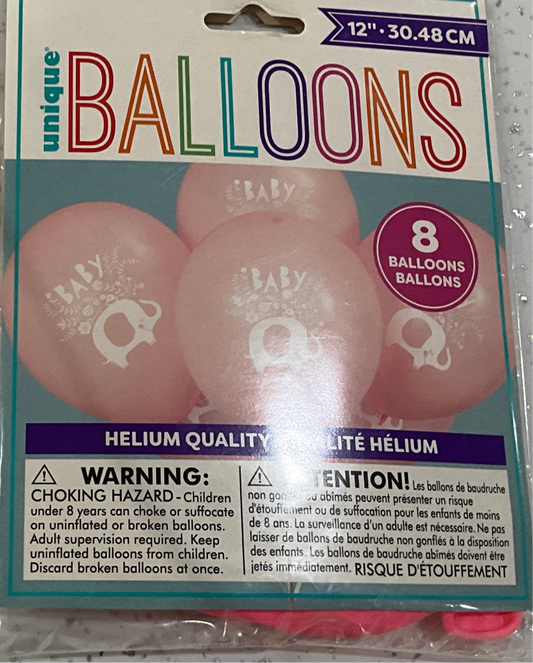 12" • 30.48 CM
unique®
BALLOONS
BABY
BABY
BABY
8
BALLOONS
BALLONS
HELIUM QUALITY LITÉ HÉLIUM
WARNING:
CHOKING HAZARD - Children
under 8 years can choke or suffocate
on uninflated or broken balloons.
Adult supervision required. Keep
uninflated balloons from children.
Discard broken balloons at once.
TENTION! Les ballons de baudruche
non abimés peuvent présenter un risque
d'étouffement ou de suffocation pour les enfants de moins
de 8 ans. La surveillance d'un adulte est nécessaire. Ne pas
laisser de ballons de baudruche non gonflés à la disposition
des enfants. Les ballons de baudruche abimés doivent être
jetés immédiatement. RISQUE D'ÉTOUFFEMENT